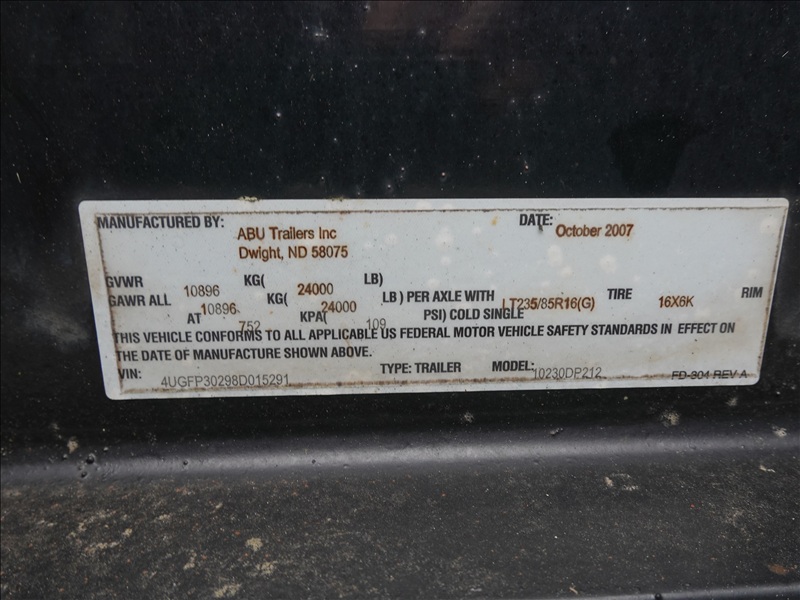 MANUFACTURED BY: ABU Trailers Inc DATE: October 2007
Dwight, ND 58075
GVWR 10896 KG( 24000 LB)
GAWR ALL 10896 KG( 24000 LB ) PER AXLE WITH LT235/85R16(G) TIRE 16X6K RIM
AT 752 KPA( 109 PSI) COLD SINGLE
THIS VEHICLE CONFORMS TO ALL APPLICABLE US FEDERAL MOTOR VEHICLE SAFETY STANDARDS IN EFFECT ON
THE DATE OF MANUFACTURE SHOWN ABOVE.
VIN: 4UGFP30298D015291 TYPE: TRAILER MODEL: 10230DP212 FD-304 REV A